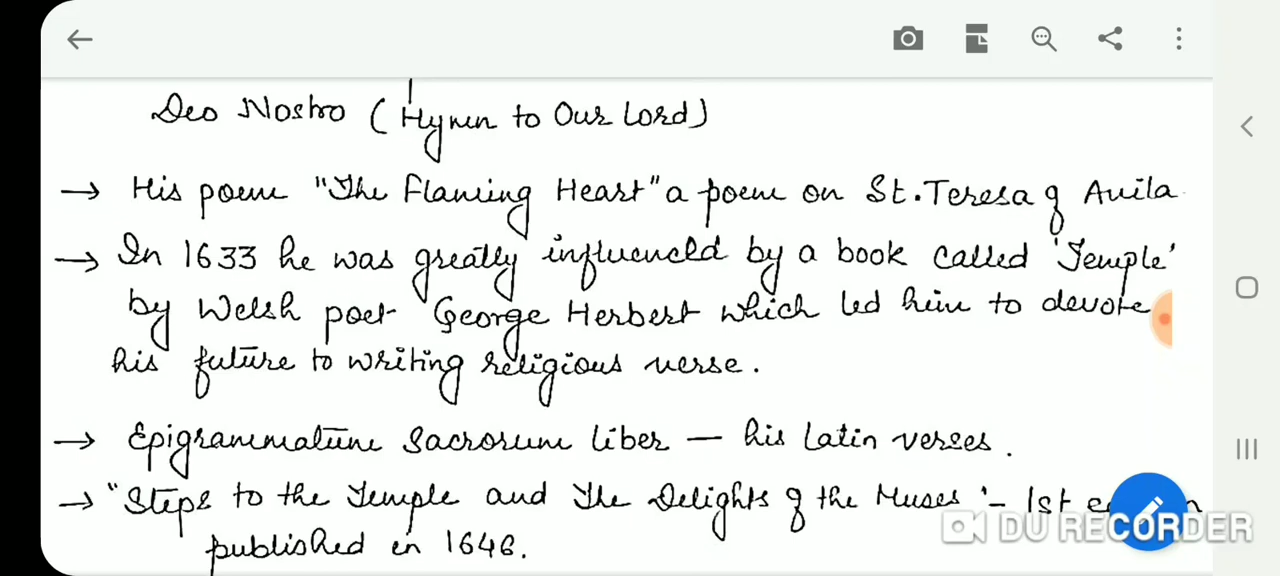 Deo Nostro (Hymn to Our Lord)
→ His poem "The Flaming Heart" a poem on St. Teresa of Avila
→ In 1633 he was greatly influenced by a book called 'Temple'
by Welsh poet George Herbert which led him to devote
his future to writing religious verse.
→ Epigrammatum Sacrorum Liber — his Latin verses.
→ "Steps to the Temple and The Delights of the Muses" - 1st
published in 1646.
DU RECORDER